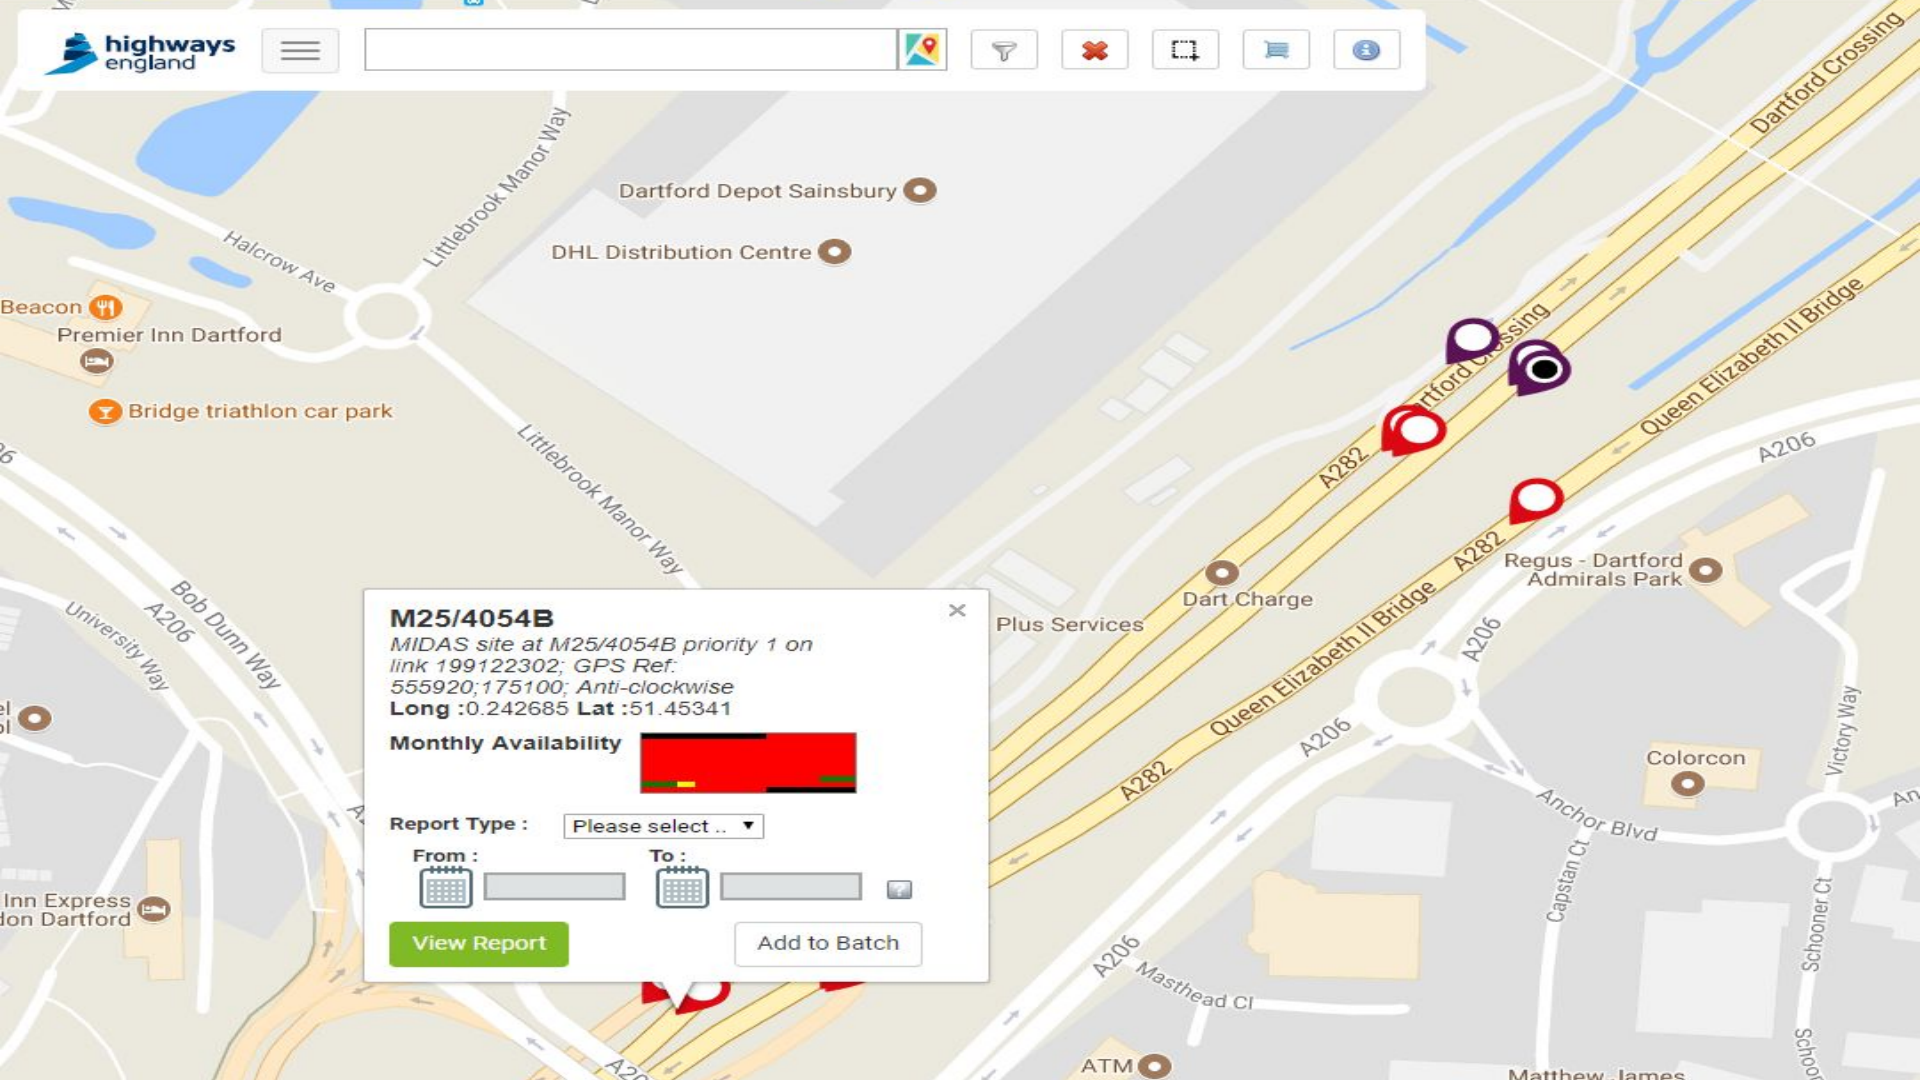 highways
england
Dartford Crossing
Littlebrook Manor Way
Dartford Depot Sainsbury
DHL Distribution Centre
Halcrow Ave
Beacon
Premier Inn Dartford
Bridge triathlon car park
Queen Elizabeth II Bridge
A206
A282
Littlebrook Manor Way
A282
Regus - Dartford
Admirals Park
Dart Charge
Plus Services
Bob Dunn Way
A206
University Way
A206
Queen Elizabeth II Bridge
A206
A282
Victory Way
Colorcon
Anchor Blvd
Capstan Ct
Schooner Ct
Inn Express
A206
Masthead Cl
ATM
Matthew James
M25/4054B
MIDAS site at M25/4054B priority 1 on
link 199122302; GPS Ref:
555920;175100; Anti-clockwise
Long :0.242685 Lat :51.45341
Monthly Availability
Report Type :
Please select ..
From :
To :
View Report
Add to Batch